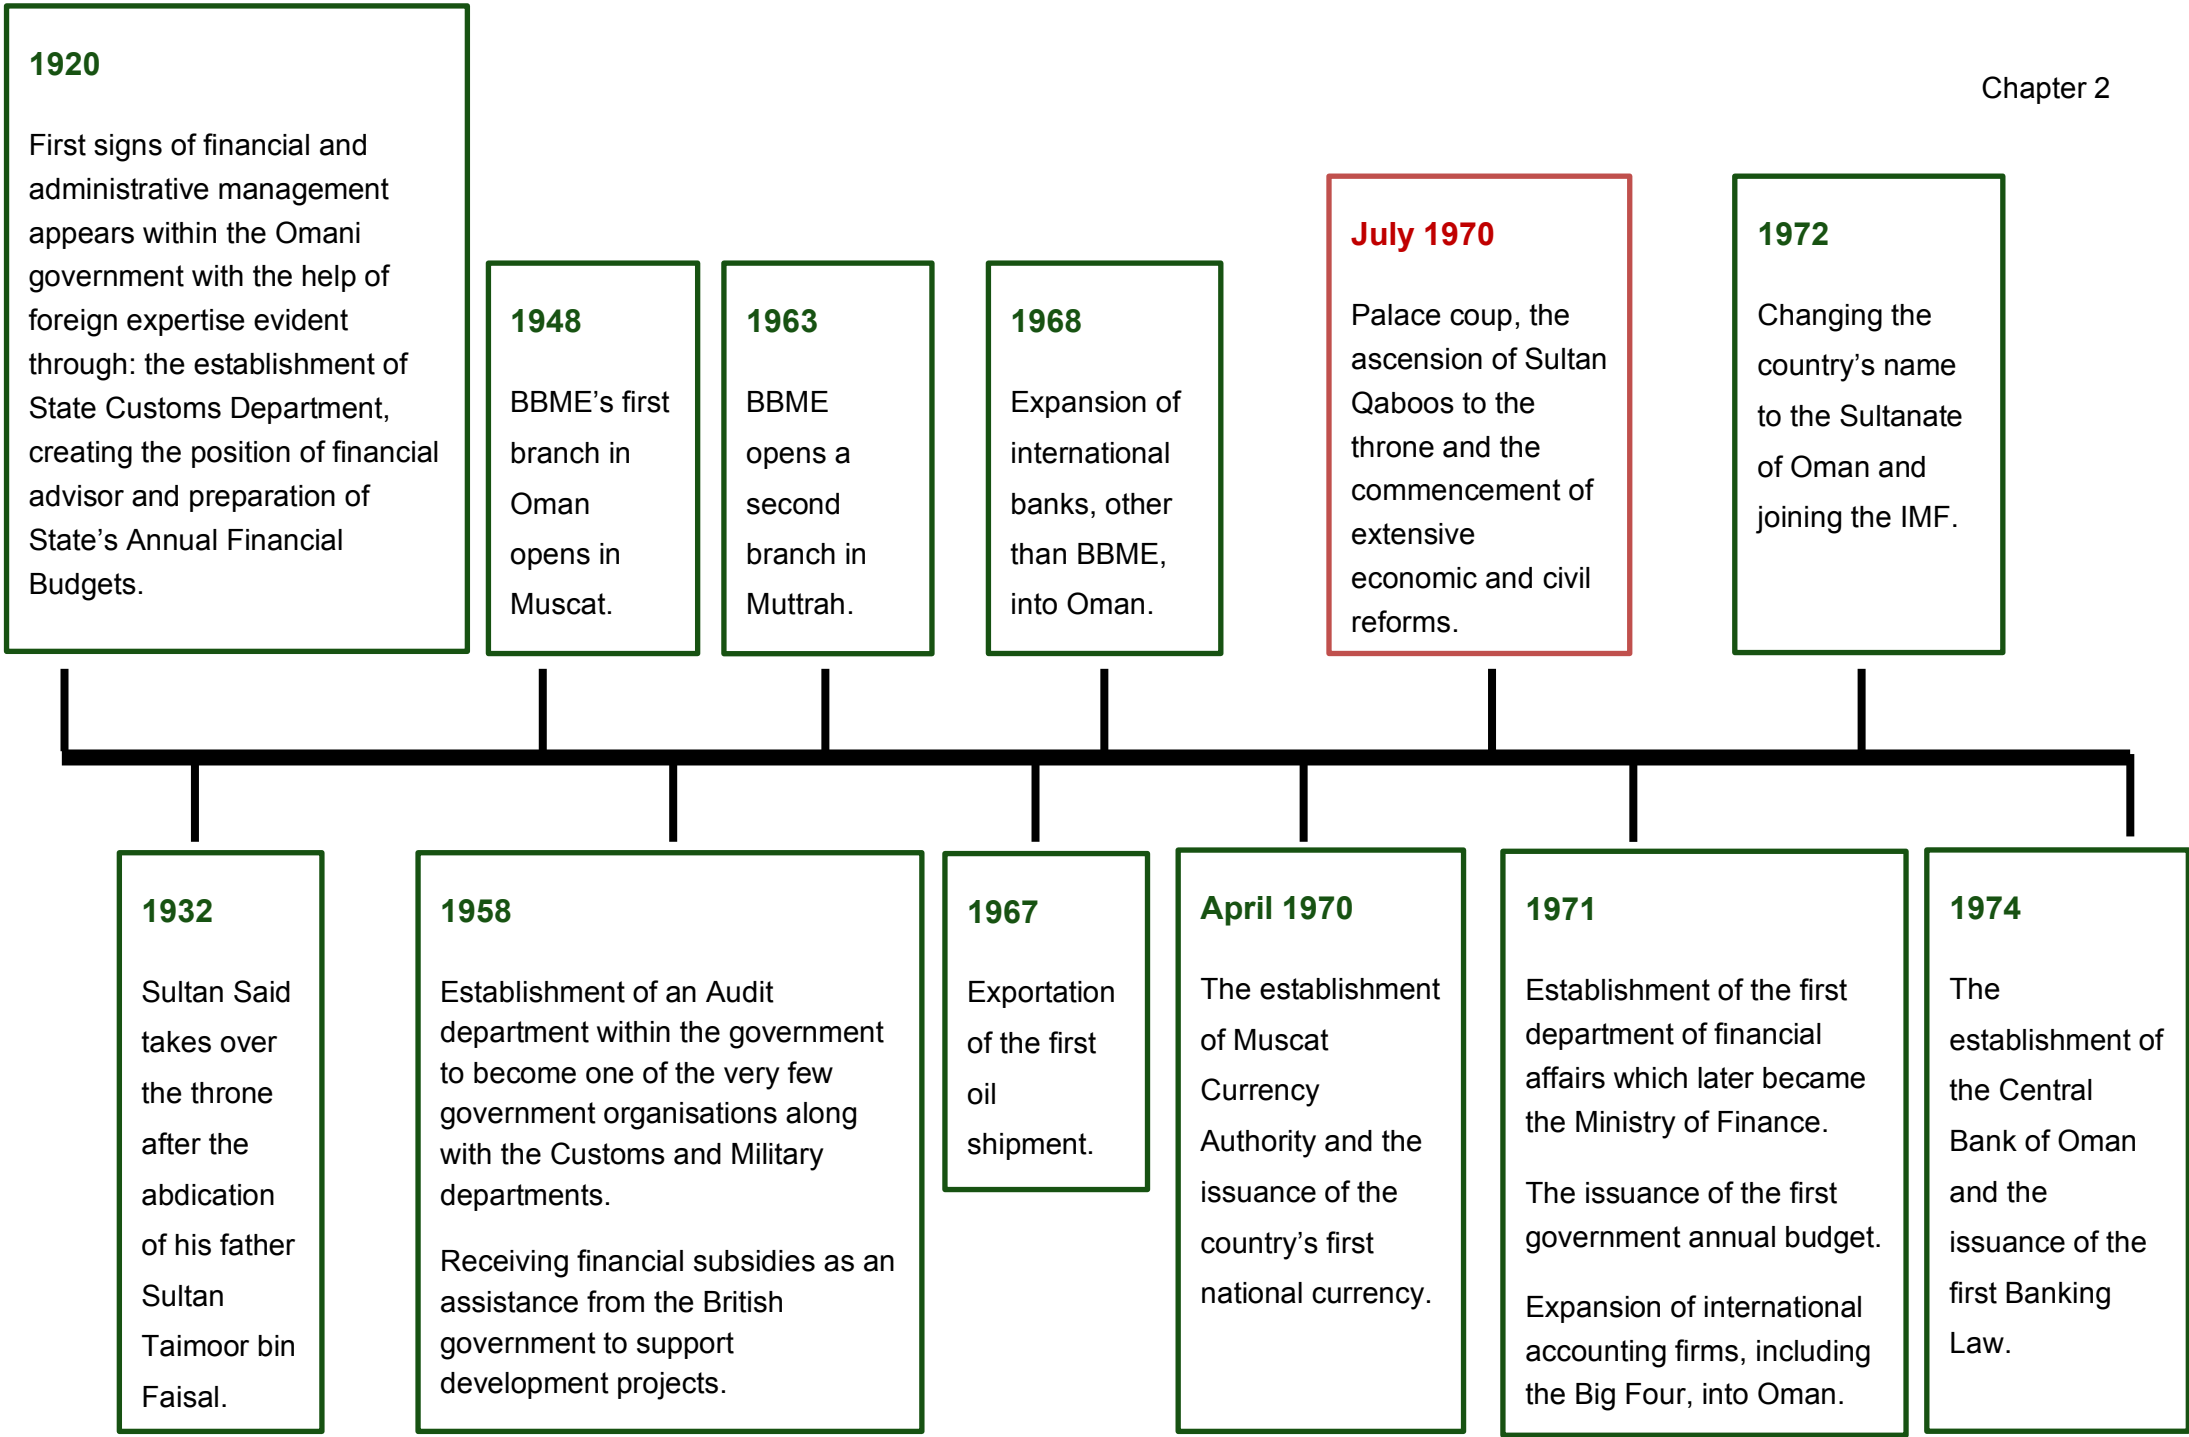 Chapter 2
1920
First signs of financial and
administrative management
appears within the Omani
government with the help of
foreign expertise evident
through: the establishment of
State Customs Department,
creating the position of financial
advisor and preparation of
State’s Annual Financial
Budgets.
1948
BBME’s first
branch in
Oman
opens in
Muscat.
1963
BBME
opens a
second
branch in
Muttrah.
1968
Expansion of
international
banks, other
than BBME,
into Oman.
July 1970
Palace coup, the
ascension of Sultan
Qaboos to the
throne and the
commencement of
extensive
economic and civil
reforms.
1972
Changing the
country’s name
to the Sultanate
of Oman and
joining the IMF.
1932
Sultan Said
takes over
the throne
after the
abdication
of his father
Sultan
Taimoor bin
Faisal.
1958
Establishment of an Audit
department within the government
to become one of the very few
government organisations along
with the Customs and Military
departments.
Receiving financial subsidies as an
assistance from the British
government to support
development projects.
1967
Exportation
of the first
oil
shipment.
April 1970
The establishment
of Muscat
Currency
Authority and the
issuance of the
country’s first
national currency.
1971
Establishment of the first
department of financial
affairs which later became
the Ministry of Finance.
The issuance of the first
government annual budget.
Expansion of international
accounting firms, including
the Big Four, into Oman.
1974
The
establishment of
the Central
Bank of Oman
and the
issuance of the
first Banking
Law.